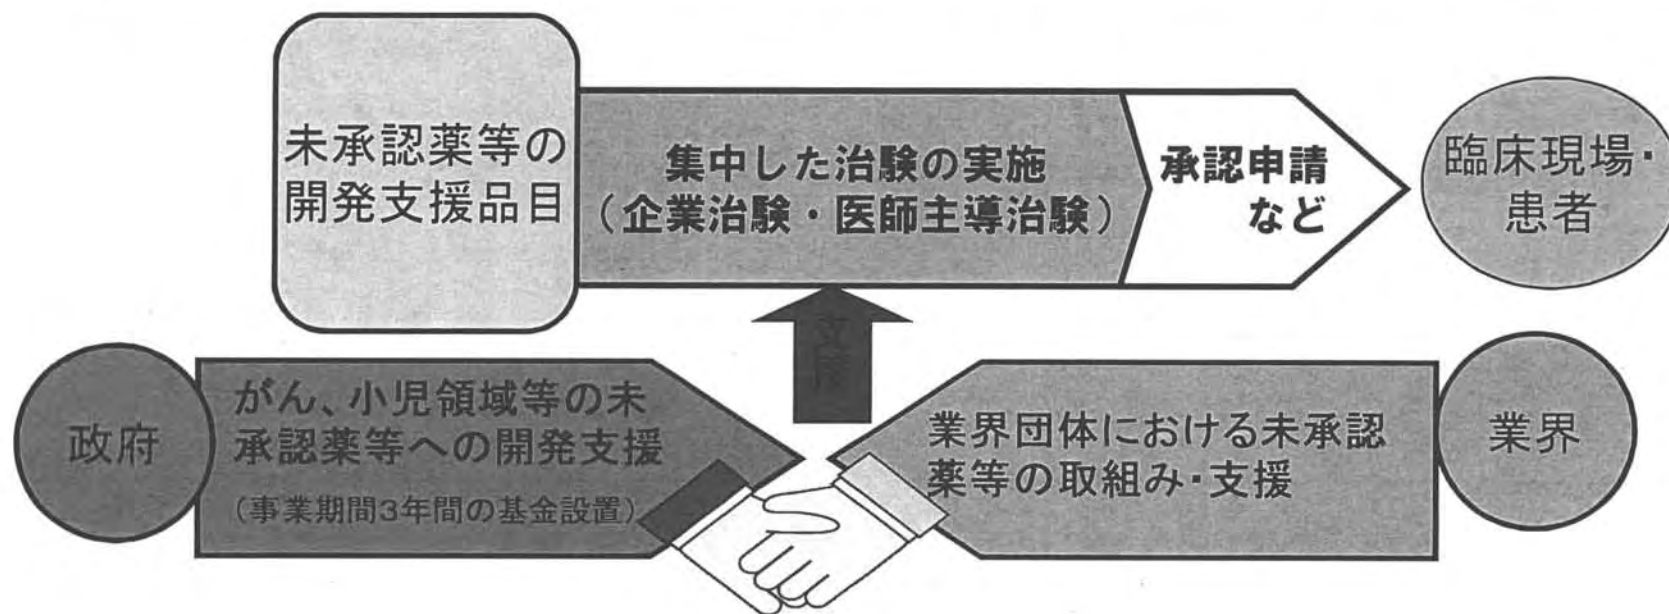 未承認薬等の
開発支援品目
集中した治験の実施
（企業治験・医師主導治験）
承認申請
など
臨床現場・
患者
支援
政府
がん、小児領域等の未
承認薬等への開発支援
（事業期間3年間の基金設置）
業界団体における未承認
薬等の取組み・支援
業界